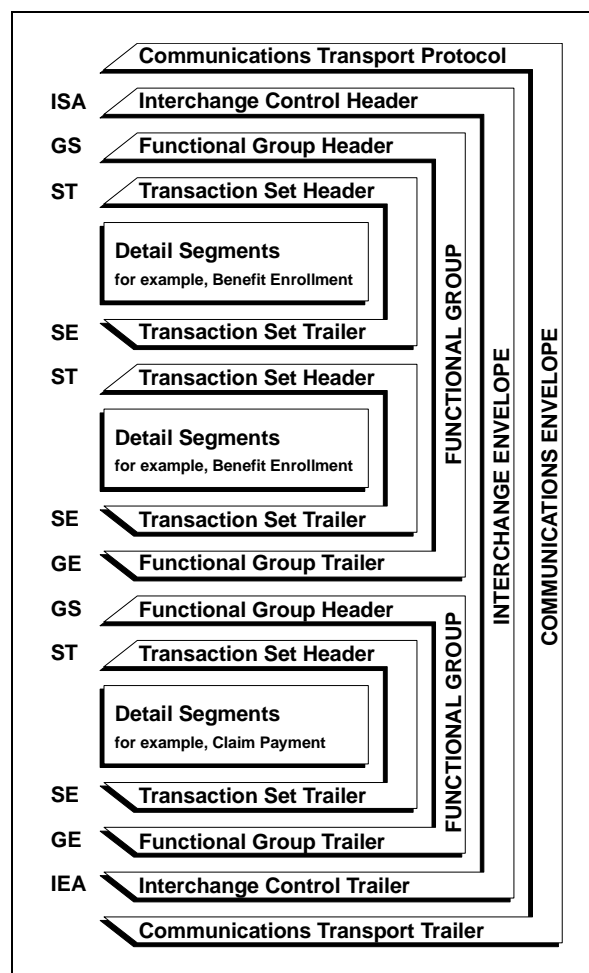 Communications Transport Protocol
ISA Interchange Control Header
GS Functional Group Header
ST Transaction Set Header
Detail Segments
for example, Benefit Enrollment
SE Transaction Set Trailer
ST Transaction Set Header
Detail Segments
for example, Benefit Enrollment
SE Transaction Set Trailer
GE Functional Group Trailer
FUNCTIONAL GROUP
GS Functional Group Header
ST Transaction Set Header
Detail Segments
for example, Claim Payment
SE Transaction Set Trailer
GE Functional Group Trailer
FUNCTIONAL GROUP
IEA Interchange Control Trailer
INTERCHANGE ENVELOPE
Communications Transport Trailer
COMMUNICATIONS ENVELOPE